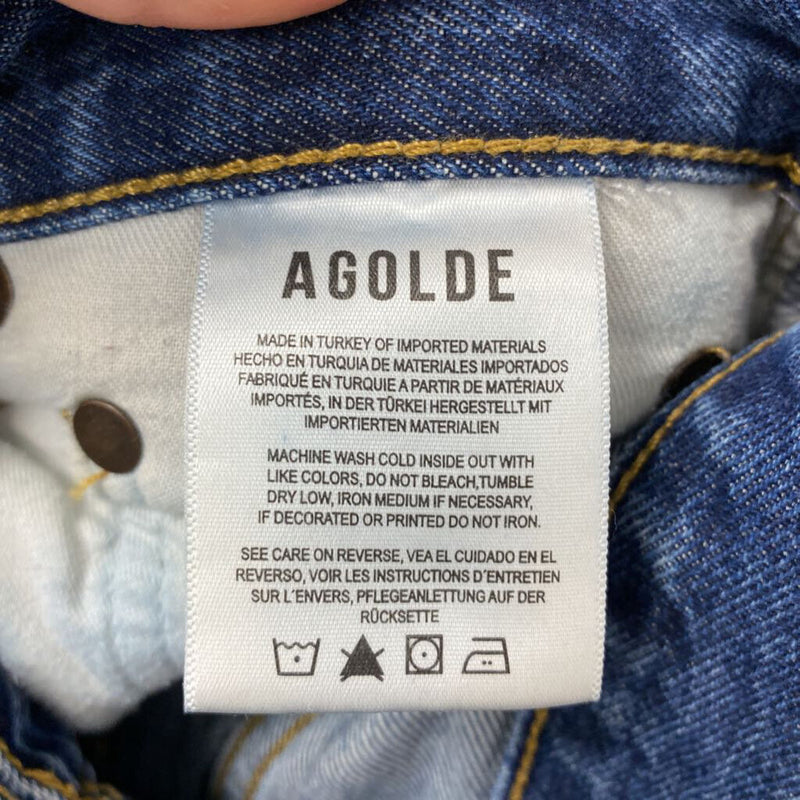 AGOLDE
MADE IN TURKEY OF IMPORTED MATERIALS
HECHO EN TURQUIA DE MATERIALES IMPORTADOS
FABRIQUÉ EN TURQUIE A PARTIR DE MATÉRIAUX
IMPORTÉS, IN DER TÜRKEI HERGESTELLT MIT
IMPORTIERTEN MATERIALIEN
MACHINE WASH COLD INSIDE OUT WITH
LIKE COLORS, DO NOT BLEACH,TUMBLE
DRY LOW, IRON MEDIUM IF NECESSARY,
IF DECORATED OR PRINTED DO NOT IRON.
SEE CARE ON REVERSE, VEA EL CUIDADO EN EL
REVERSO, VOIR LES INSTRUCTIONS D´ENTRETIEN
SUR L´ENVERS, PFLEGEANLETTUNG AUF DER
RÜCKSETTE